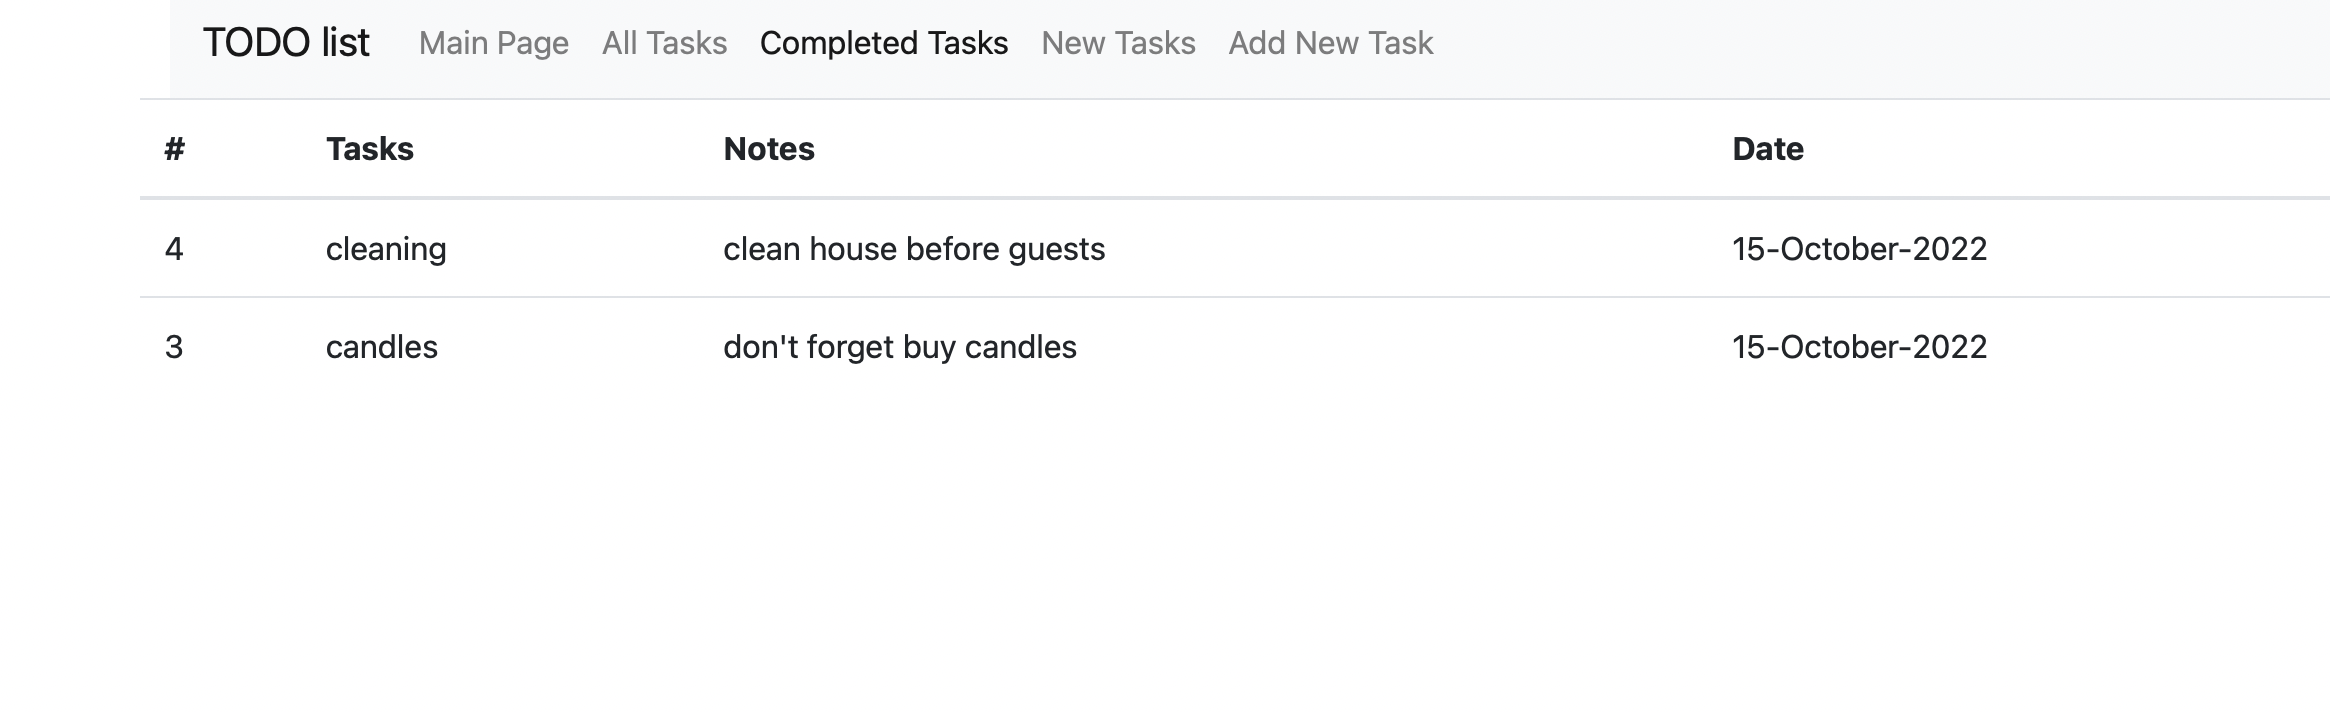 TODO list Main Page All Tasks Completed Tasks New Tasks Add New Task
# Tasks Notes Date
4 cleaning clean house before guests 15-October-2022
3 candles don't forget buy candles 15-October-2022